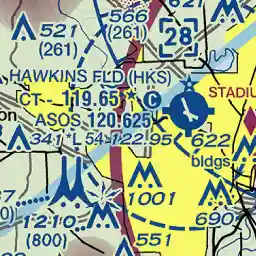 566
(261)
521
(261)
28
HAWKINS FLD (HKS)
CT - 119.65 * C
STADIU
ASOS 120.625
on
341 *L 54 122.95
622
bldgs
1001
1210
(800)
690
551